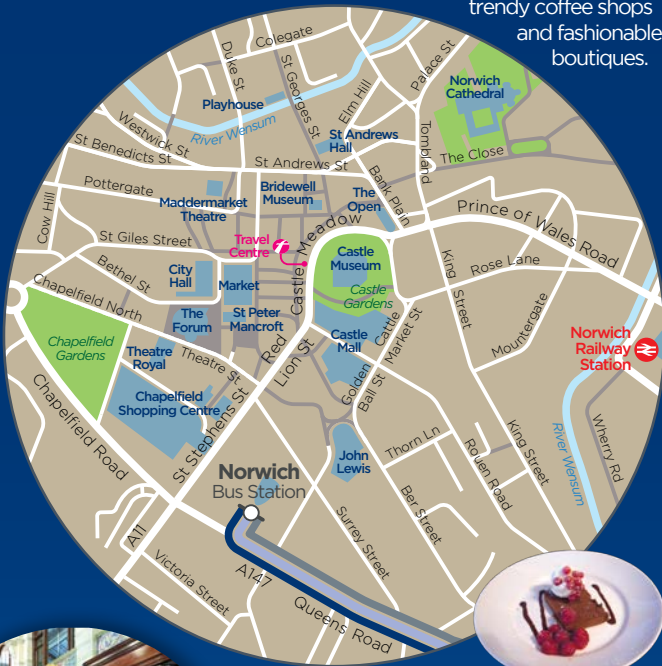 trendy coffee shops
and fashionable
boutiques.
Colegate
Duke St
St Georges St
Elm Hill
Palace St
Norwich
Cathedral
Playhouse
River Wensum
Westwick St
St Benedicts St
St Andrews
Hall
Tombland
The Close
St Andrews St
Pottergate
Cow Hill
Maddermarket
Theatre
Bridewell
Museum
The
Open
Bank Plain
Prince of Wales Road
St Giles Street
Travel
Centre
Castle Meadow
Castle
Museum
Castle
Gardens
King Street
Rose Lane
Bethel St
City
Hall
Market
Chapelfield North
The
Forum
St Peter
Mancroft
Mountergate
Norwich
Railway
Station
Chapelfield
Gardens
Theatre
Royal
Theatre St
Red Lion St
Castle
Mall
Cattle Market St
Golden Ball St
Chapelfield
Shopping Centre
Chapelfield Road
St Stephens St
Norwich
Bus Station
John
Lewis
Thorn Ln
Ber Street
Rouen Road
King Street
River Wensum
Wherry Rd
Surrey Street
A11
Victoria Street
A147
Queens Road